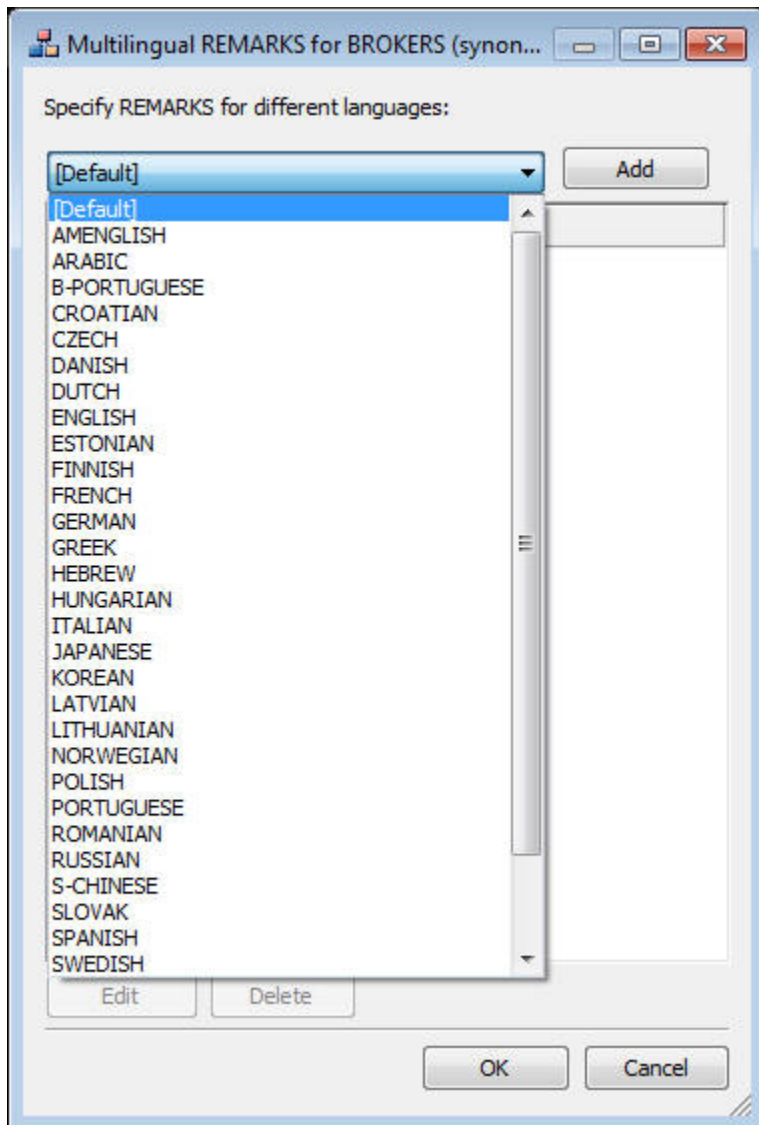 Multilingual REMARKS for BROKERS (synon...
Specify REMARKS for different languages:
[Default]
Add
[Default]
AMENGLISH
ARABIC
B-PORTUGUESE
CROATIAN
CZECH
DANISH
DUTCH
ENGLISH
ESTONIAN
FINNISH
FRENCH
GERMAN
GREEK
HEBREW
HUNGARIAN
ITALIAN
JAPANESE
KOREAN
LATVIAN
LITHUANIAN
NORWEGIAN
POLISH
PORTUGUESE
ROMANIAN
RUSSIAN
S-CHINESE
SLOVAK
SPANISH
SWEDISH
Edit Delete
OK Cancel